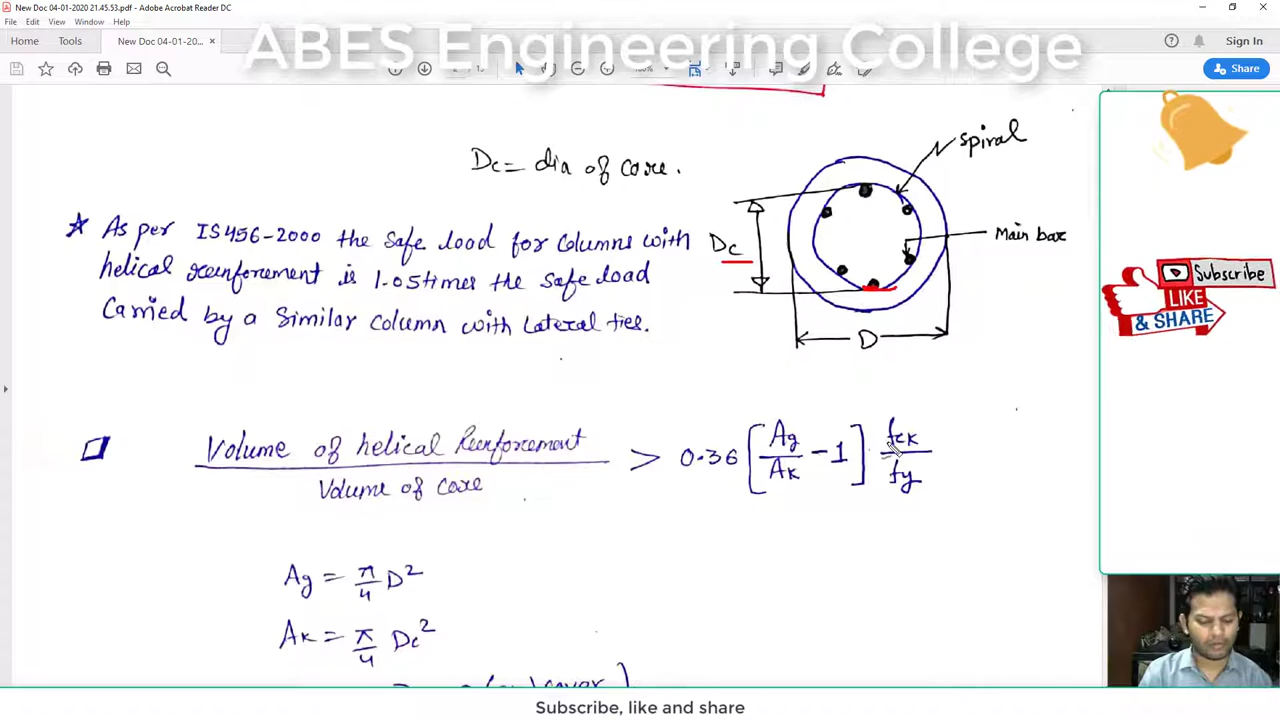 New Doc 04-01-2020 21.45.53.pdf - Adobe Acrobat Reader DC
File Edit View Window Help
ABES Engineering College
Home Tools New Doc 04-01-20... × Sign In
Share
Dc = dia of core.
spiral
Main bar
Dc
D
As per IS456-2000 the safe load for columns with
helical reenforement is 1.05 times the safe load
Carried by a Similar column with Lateral ties.
Volume of helical Reenforcement
Volume of core
> 0.36 [Ag/Ak - 1] fck/fy
Ag = π/4 D²
Ak = π/4 Dc²
Subscribe
LIKE
& SHARE
Subscribe, like and share